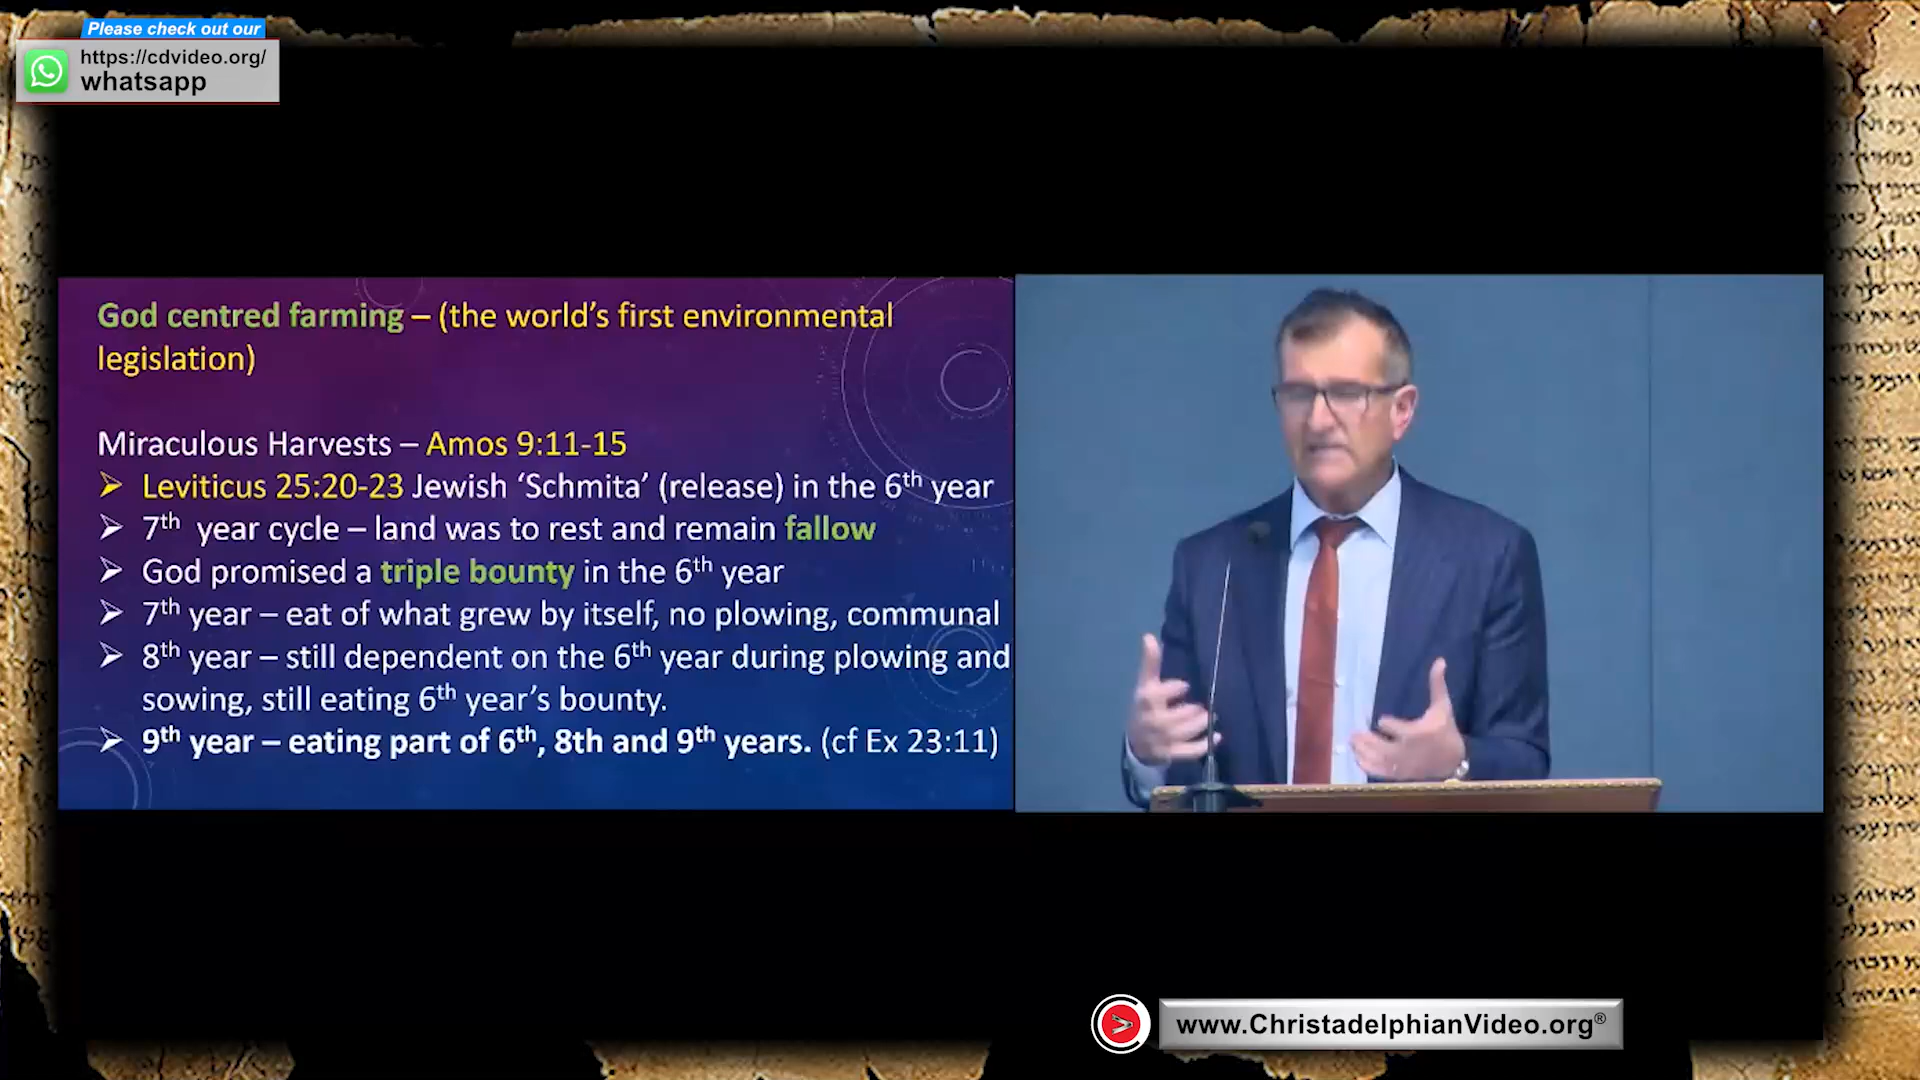 Please check out our
https://cdvideo.org/
whatsapp
God centred farming – (the world's first environmental
legislation)
Miraculous Harvests – Amos 9:11-15
➢ Leviticus 25:20-23 Jewish 'Schmita' (release) in the 6th year
➢ 7th year cycle – land was to rest and remain fallow
➢ God promised a triple bounty in the 6th year
➢ 7th year – eat of what grew by itself, no plowing, communal
➢ 8th year – still dependent on the 6th year during plowing and
sowing, still eating 6th year's bounty.
➢ 9th year – eating part of 6th, 8th and 9th years. (cf Ex 23:11)
www.ChristadelphianVideo.org®